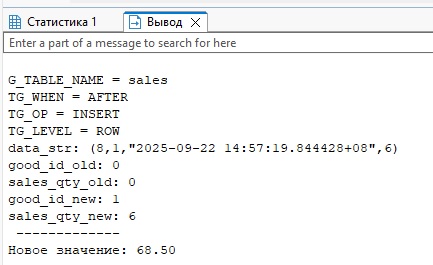 Статистика 1
Вывод
Enter a part of a message to search for here
G_TABLE_NAME = sales
TG_WHEN = AFTER
TG_OP = INSERT
TG_LEVEL = ROW
data_str: (8,1,"2025-09-22 14:57:19.844428+08",6)
good_id_old: 0
sales_qty_old: 0
good_id_new: 1
sales_qty_new: 6
-------------
Новое значение: 68.50